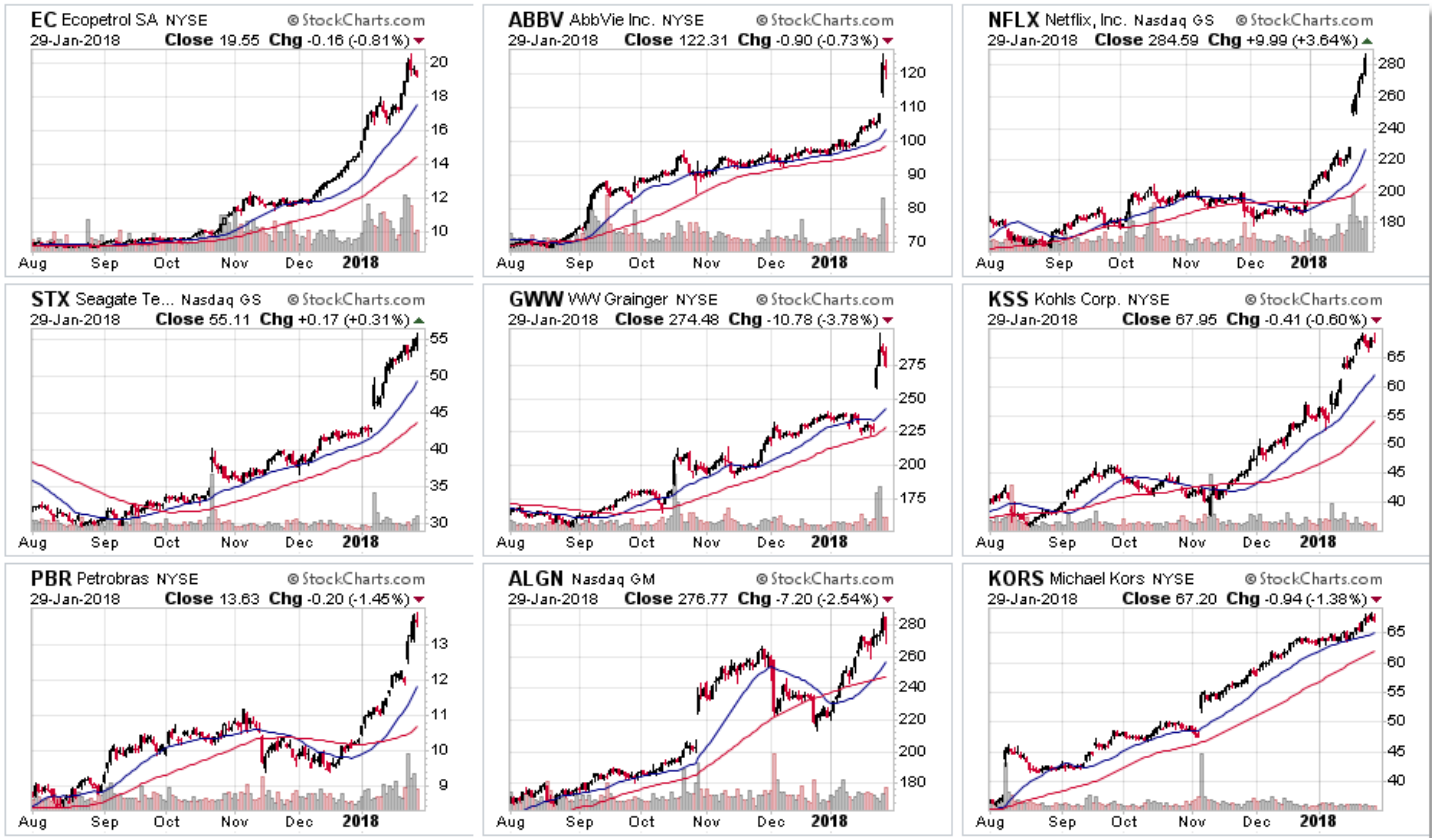 EC Ecopetrol SA NYSE © StockCharts.com
29-Jan-2018 Close 19.55 Chg -0.16 (-0.81%)
20
18
16
14
12
10
Aug Sep Oct Nov Dec 2018
ABBV AbbVie Inc. NYSE © StockCharts.com
29-Jan-2018 Close 122.31 Chg -0.90 (-0.73%)
120
110
100
90
80
70
Aug Sep Oct Nov Dec 2018
NFLX Netflix, Inc. Nasdaq GS © StockCharts.com
29-Jan-2018 Close 284.59 Chg +9.99 (+3.64%)
280
260
240
220
200
180
Aug Sep Oct Nov Dec 2018
STX Seagate Te... Nasdaq GS © StockCharts.com
29-Jan-2018 Close 55.11 Chg +0.17 (+0.31%)
55
50
45
40
35
30
Aug Sep Oct Nov Dec 2018
GWW WW Grainger NYSE © StockCharts.com
29-Jan-2018 Close 274.48 Chg -10.78 (-3.78%)
275
225
200
175
Aug Sep Oct Nov Dec 2018
KSS Kohls Corp. NYSE © StockCharts.com
29-Jan-2018 Close 67.95 Chg -0.41 (-0.60%)
65
60
55
50
45
40
Aug Sep Oct Nov Dec 2018
PBR Petrobras NYSE © StockCharts.com
29-Jan-2018 Close 13.63 Chg -0.20 (-1.45%)
13
12
11
10
9
Aug Sep Oct Nov Dec 2018
ALGN Nasdaq GM © StockCharts.com
29-Jan-2018 Close 276.77 Chg -7.20 (-2.54%)
280
260
240
220
200
180
Aug Sep Oct Nov Dec 2018
KORS Michael Kors NYSE © StockCharts.com
29-Jan-2018 Close 67.20 Chg -0.94 (-1.38%)
65
60
55
50
45
40
Aug Sep Oct Nov Dec 2018